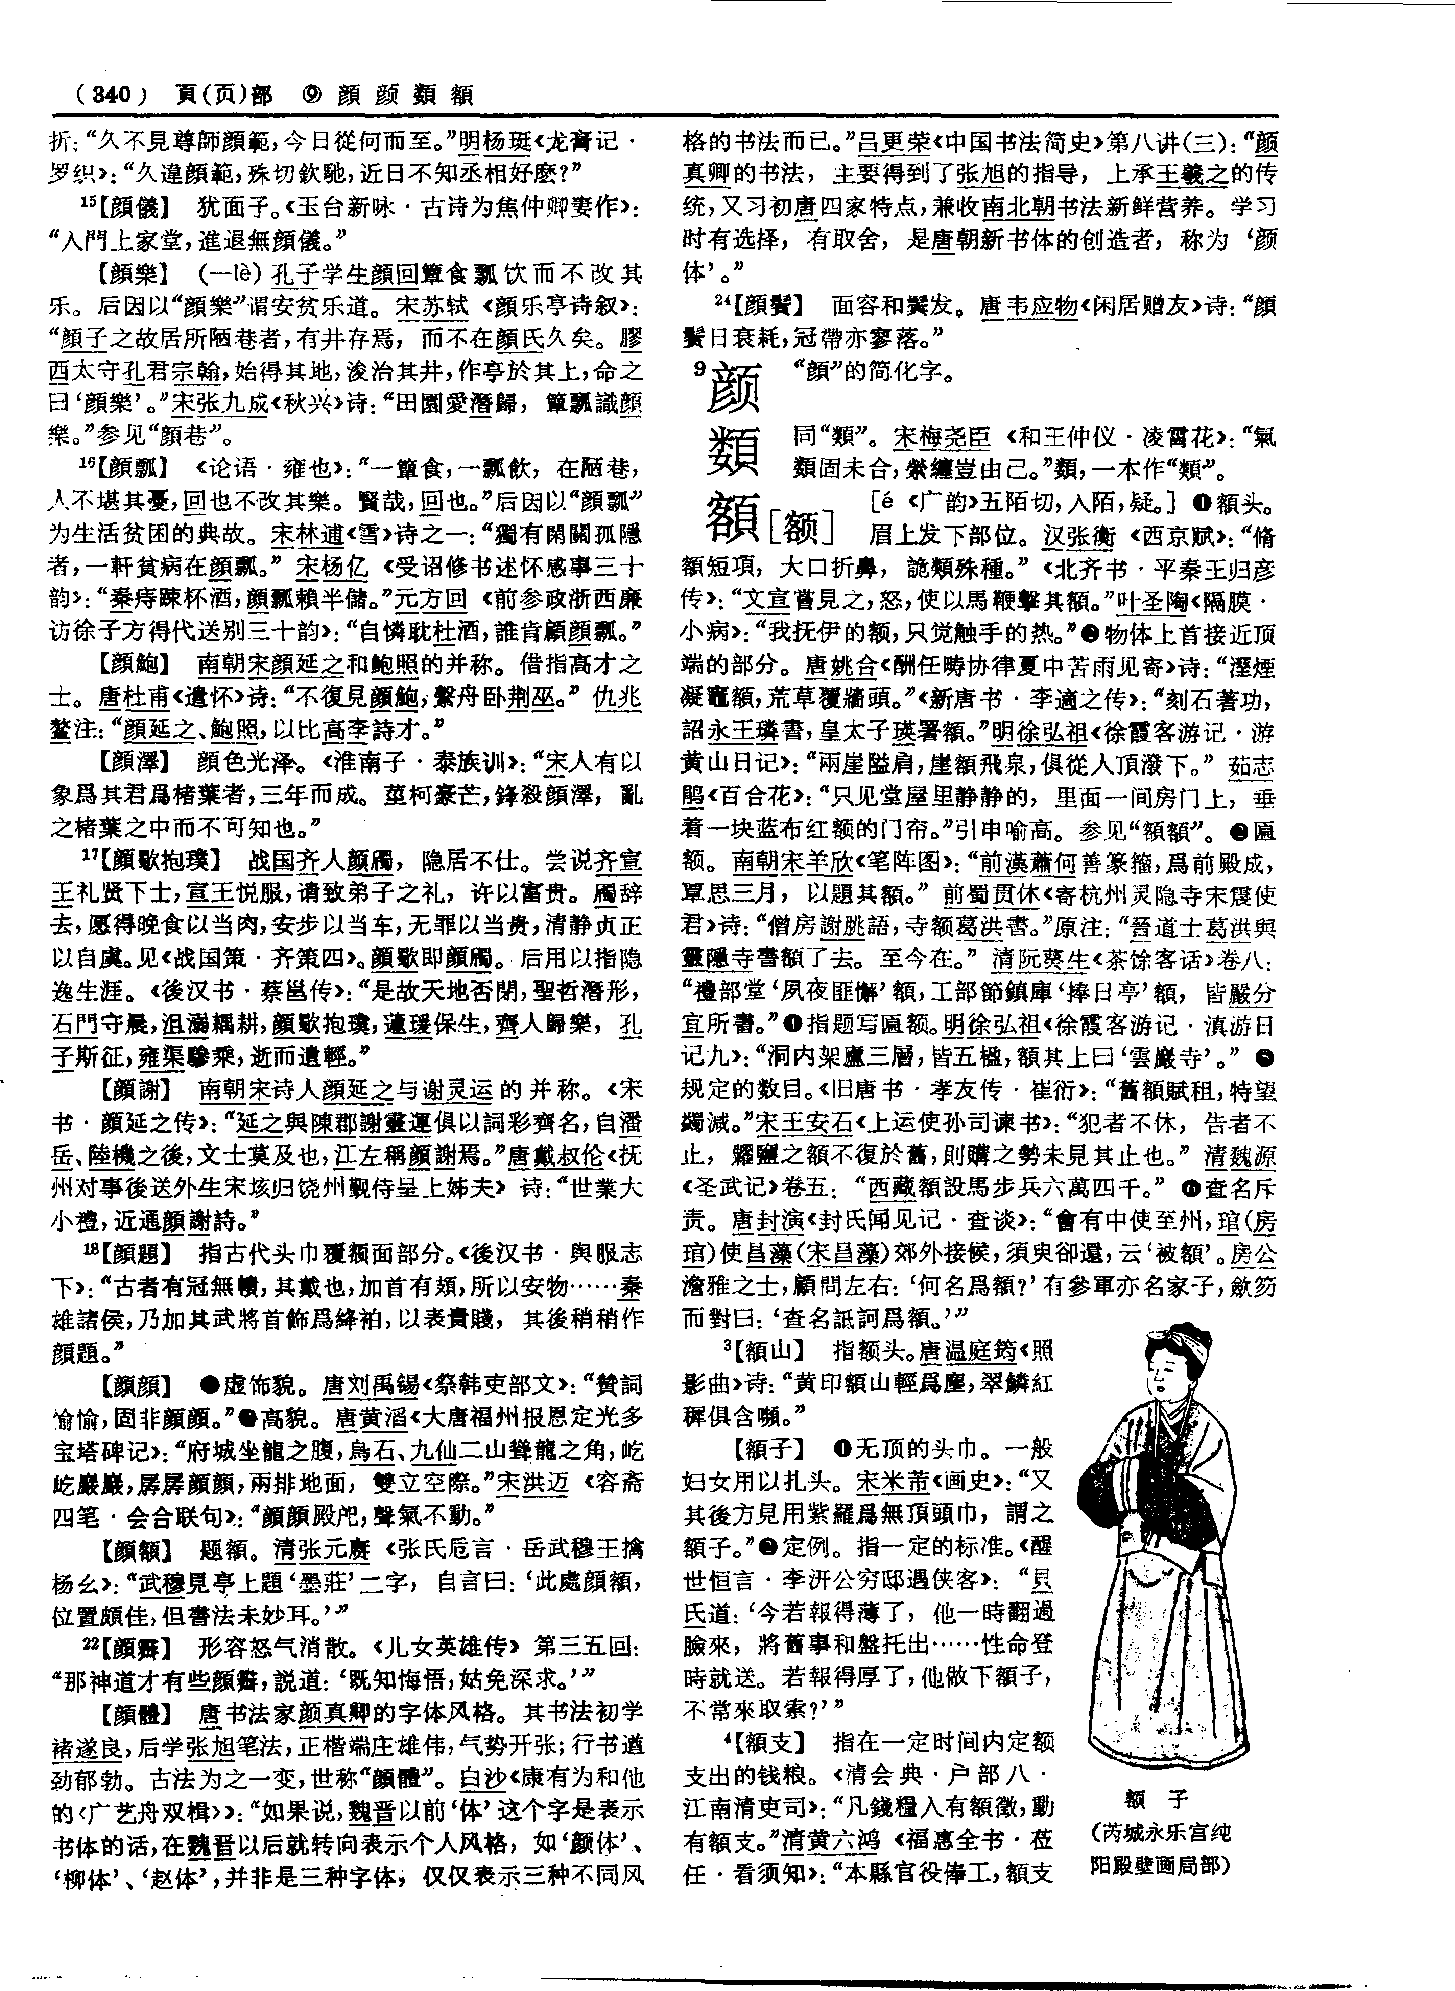 （340） 頁（页）部 ⑨ 顏 颜 纇 額
折：“久不見尊師顏範，今日從何而至。”明杨珽《龙膏记·
罗织》：“久違顏範，殊切欽馳，近日不知丞相好麽？”
15【顏儀】 犹面子。《玉台新咏·古诗为焦仲卿妻作》：
“入門上家堂，進退無顏儀。”
【顏樂】 （—lè）孔子学生顏回簞食瓢饮而不改其
乐。后因以“顏樂”谓安贫乐道。宋苏轼《顏乐亭诗叙》：
“顏子之故居所陋巷者，有井存焉，而不在顏氏久矣。膠
西太守孔君宗翰，始得其地，浚治其井，作亭於其上，命之
曰‘顏樂’。”宋张九成《秋兴》诗：“田園愛潛歸，簞瓢識顏
樂。”参见“顏巷”。
16【顏瓢】 《论语·雍也》：“一簞食，一瓢飲，在陋巷，
人不堪其憂，回也不改其樂。賢哉，回也。”后因以“顏瓢”
为生活贫困的典故。宋林逋《雪》诗之一：“獨有閑關孤隱
者，一軒貧病在顏瓢。”宋杨亿《受诏修书述怀感事三十
韵》：“秦痔踈杯酒，顏瓢賴半儲。”元方回《前参政浙西廉
访徐子方得代送别三十韵》：“自憐耽杜酒，誰肯顧顏瓢。”
【顏鮑】 南朝宋顏延之和鲍照的并称。借指高才之
士。唐杜甫《遣怀》诗：“不復見顏鮑，繫舟卧荆巫。”仇兆
鳌注：“顏延之、鲍照，以比高李詩才。”
【顏澤】 颜色光泽。《淮南子·泰族训》：“宋人有以
象爲其君爲楮葉者，三年而成。莖柯豪芒，鋒殺顏澤，亂
之楮葉之中而不可知也。”
17【顏歜抱璞】 战国齐人颜斶，隐居不仕。尝说齐宣
王礼贤下士，宣王悦服，请致弟子之礼，许以富贵。斶辞
去，愿得晚食以当肉，安步以当车，无罪以当贵，清静贞正
以自虞。见《战国策·齐策四》。顏歜即顏斶。后用以指隐
逸生涯。《後汉书·蔡邕传》：“是故天地否閉，聖哲潛形，
石門守晨，沮溺耦耕，顏歜抱璞，蘧瑗保生，齊人歸樂，孔
子斯征，雍渠驂乘，逝而遺輕。”
【顏謝】 南朝宋诗人颜延之与谢灵运的并称。《宋
书·顏延之传》：“延之與陳郡謝靈運俱以詞彩齊名，自潘
岳、陸機之後，文士莫及也，江左稱顏謝焉。”唐戴叔伦《抚
州对事後送外生宋垓归饶州觐侍呈上姊夫》诗：“世業大
小禮，近通顏謝詩。”
18【顏題】 指古代头巾覆额面部分。《後汉书·舆服志
下》：“古者有冠無幘，其戴也，加首有頍，所以安物……秦
雄諸侯，乃加其武將首飾爲絳袙，以表貴賤，其後稍稍作
顏題。”
【顏顏】 ❶虚饰貌。唐刘禹锡《祭韩吏部文》：“贊詞
愉愉，固非顏顏。”❷高貌。唐黄滔《大唐福州报恩定光多
宝塔碑记》：“府城坐龍之腹，烏石、九仙二山聳龍之角，屹
屹巖巖，孱孱顏顏，兩排地面，雙立空際。”宋洪迈《容斋
四笔·会合联句》：“顏顏殿戺，聲氣不動。”
【顏額】 题額。清张元赓《张氏卮言·岳武穆王擒
杨幺》：“武穆見亭上題‘墨莊’二字，自言曰：‘此處顏額，
位置頗佳，但書法未妙耳。’”
22【顏霽】 形容怒气消散。《儿女英雄传》第三五回：
“那神道才有些顏霽，説道：‘既知悔悟，姑免深求。’”
【顏體】 唐书法家颜真卿的字体风格。其书法初学
褚遂良，后学张旭笔法，正楷端庄雄伟，气势开张；行书遒
劲郁勃。古法为之一变，世称“顏體”。白沙《康有为和他
的〈广艺舟双楫〉》：“如果说，魏晋以前‘体’这个字是表示
书体的话，在魏晋以后就转向表示个人风格，如‘颜体’、
‘柳体’、‘赵体’，并非是三种字体，仅仅表示三种不同风
格的书法而已。”吕更荣《中国书法简史》第八讲（三）：“颜
真卿的书法，主要得到了张旭的指导，上承王羲之的传
统，又习初唐四家特点，兼收南北朝书法新鲜营养。学习
时有选择，有取舍，是唐朝新书体的创造者，称为‘颜
体’。”
24【顏鬢】 面容和鬓发。唐韦应物《闲居赠友》诗：“顏
鬢日衰耗，冠帶亦寥落。”
9颜 “顏”的简化字。
纇 同“類”。宋梅尧臣《和王仲仪·凌霄花》：“氣
類固未合，縈纏豈由己。”類，一本作“類”。
額［额］ ［é 《广韵》五陌切，入陌，疑。］❶额头。
眉上发下部位。汉张衡《西京赋》：“脩
額短項，大口折鼻，詭類殊種。”《北齐书·平秦王归彦
传》：“文宣嘗見之，怒，使以馬鞭擊其額。”叶圣陶《隔膜·
小病》：“我抚伊的额，只觉触手的热。”❷物体上首接近顶
端的部分。唐姚合《酬任畴协律夏中苦雨见寄》诗：“溼煙
凝竈額，荒草覆牆頭。”《新唐书·李適之传》：“刻石著功，
詔永王璘書，皇太子瑛署額。”明徐弘祖《徐霞客游记·游
黄山日记》：“兩崖隘肩，崖額飛泉，俱從人頂潑下。”茹志
鹃《百合花》：“只见堂屋里静静的，里面一间房门上，垂
着一块蓝布红额的门帘。”引申喻高。参见“額額”。❸匾
额。南朝宋羊欣《笔阵图》：“前漢蕭何善篆籀，爲前殿成，
覃思三月，以題其額。”前蜀贯休《寄杭州灵隐寺宋震使
君》诗：“僧房謝朓語，寺额葛洪書。”原注：“晉道士葛洪與
靈隱寺書額了去。至今在。”清阮葵生《茶馀客话》卷八：
“禮部堂‘夙夜匪懈’額，工部節鎮庫‘捧日亭’額，皆嚴分
宜所書。”❹指题写匾额。明徐弘祖《徐霞客游记·滇游日
记九》：“洞内架廬三層，皆五楹，額其上曰‘雲巖寺’。”❺
规定的数目。《旧唐书·孝友传·崔衍》：“舊額賦租，特望
蠲減。”宋王安石《上运使孙司谏书》：“犯者不休，告者不
止，糶鹽之額不復於舊，則購之勢未見其止也。”清魏源
《圣武记》卷五：“西藏額設馬步兵六萬四千。”❻查名斥
责。唐封演《封氏闻见记·查谈》：“會有中使至州，琯（房
琯）使昌藻（宋昌藻）郊外接候，須臾卻還，云‘被額’。房公
澹雅之士，顧問左右：‘何名爲額？’有參軍亦名家子，斂笏
而對曰：‘查名詆訶爲額。’”
3【額山】 指额头。唐温庭筠《照
影曲》诗：“黄印額山輕爲塵，翠鱗紅
穉俱含嚬。”
【額子】 ❶无顶的头巾。一般
妇女用以扎头。宋米芾《画史》：“又
其後方見用紫羅爲無頂頭巾，謂之
額子。”❷定例。指一定的标准。《醒
世恒言·李汧公穷邸遇侠客》：“貝
氏道：‘今若報得薄了，他一時翻過
臉來，將舊事和盤托出……性命登
時就送。若報得厚了，他做下額子，
不常來取索？’”
4【額支】 指在一定时间内定额
支出的钱粮。《清会典·户部八·
江南清吏司》：“凡錢糧入有額徵，動
有額支。”清黄六鸿《福惠全书·莅
任·看须知》：“本縣官役俸工，額支
额 子
（芮城永乐宫纯
阳殿壁画局部）